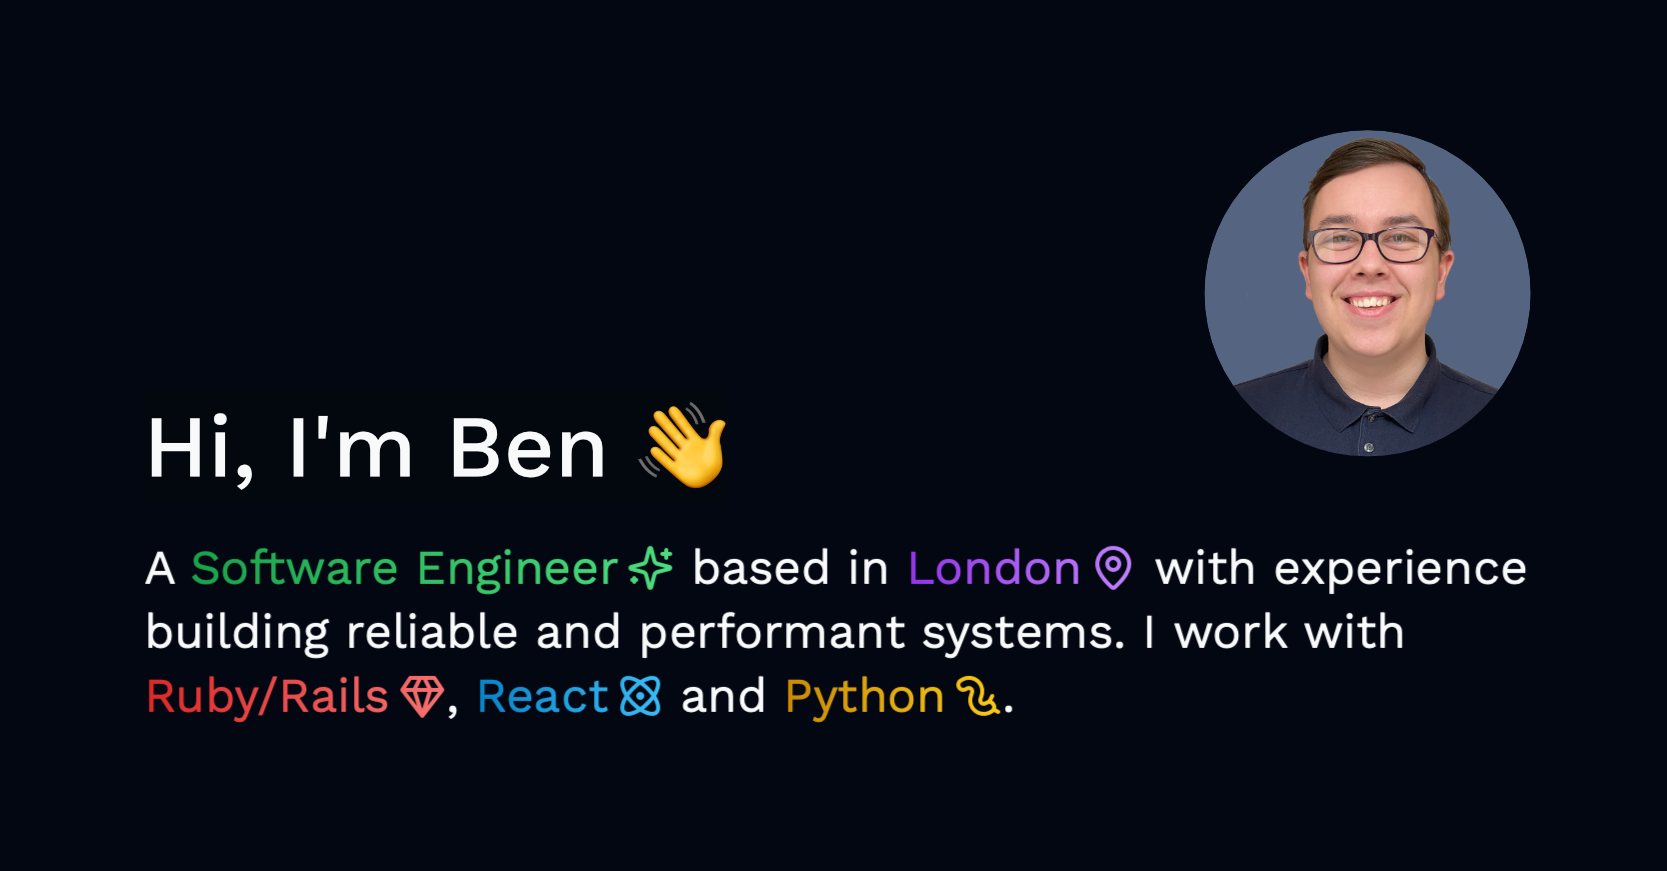 Hi, I'm Ben 👋
A Software Engineer based in London with experience
building reliable and performant systems. I work with
Ruby/Rails, React and Python.